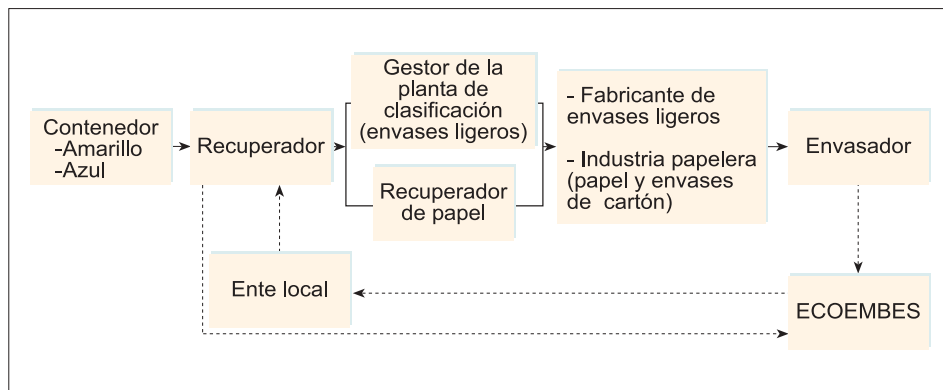 Contenedor
-Amarillo
-Azul
Recuperador
Gestor de la
planta de
clasificación
(envases ligeros)
Recuperador
de papel
- Fabricante de
envases ligeros
- Industria papelera
(papel y envases
de cartón)
Envasador
Ente local
ECOEMBES